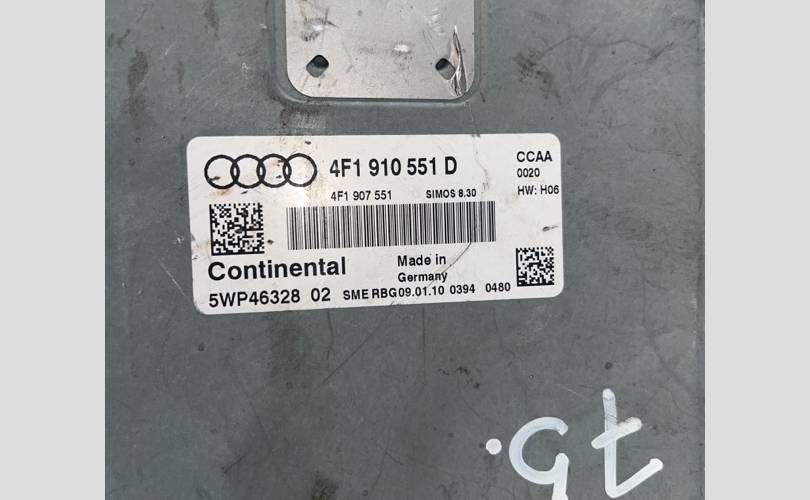 4F1 910 551 D
CCAA
0020
4F1 907 551 SIMOS 8.30
HW: H06
Continental
Made in
Germany
5WP46328 02 SME RBG09.01.10 0394 0480